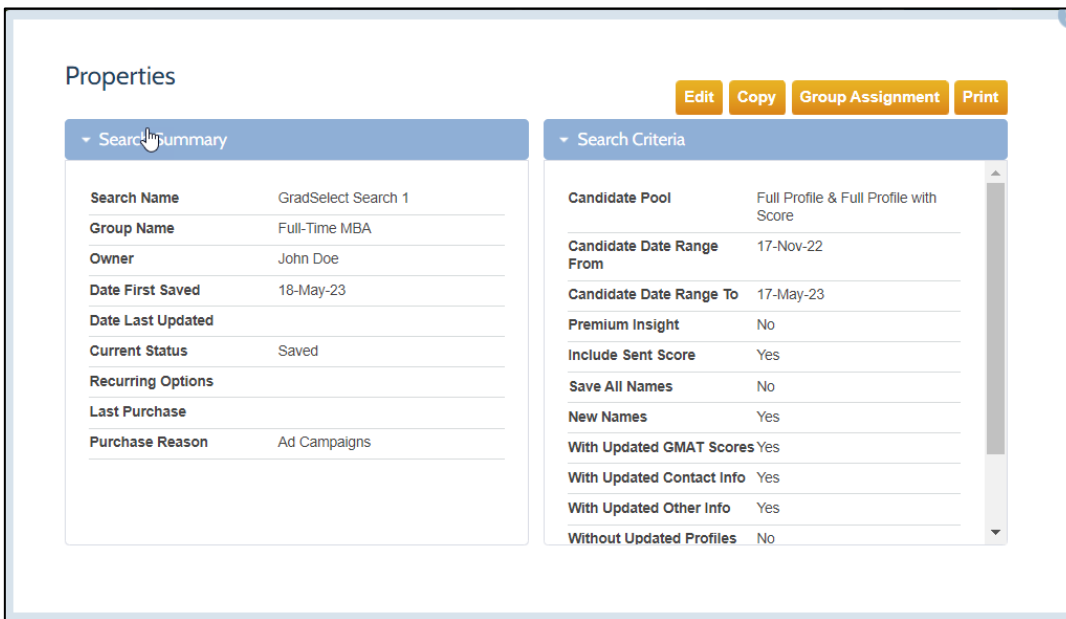 Properties
Edit Copy Group Assignment Print
Search Summary
Search Name GradSelect Search 1
Group Name Full-Time MBA
Owner John Doe
Date First Saved 18-May-23
Date Last Updated
Current Status Saved
Recurring Options
Last Purchase
Purchase Reason Ad Campaigns
Search Criteria
Candidate Pool Full Profile & Full Profile with
Score
Candidate Date Range 17-Nov-22
From
Candidate Date Range To 17-May-23
Premium Insight No
Include Sent Score Yes
Save All Names No
New Names Yes
With Updated GMAT Scores Yes
With Updated Contact Info Yes
With Updated Other Info Yes
Without Updated Profiles No